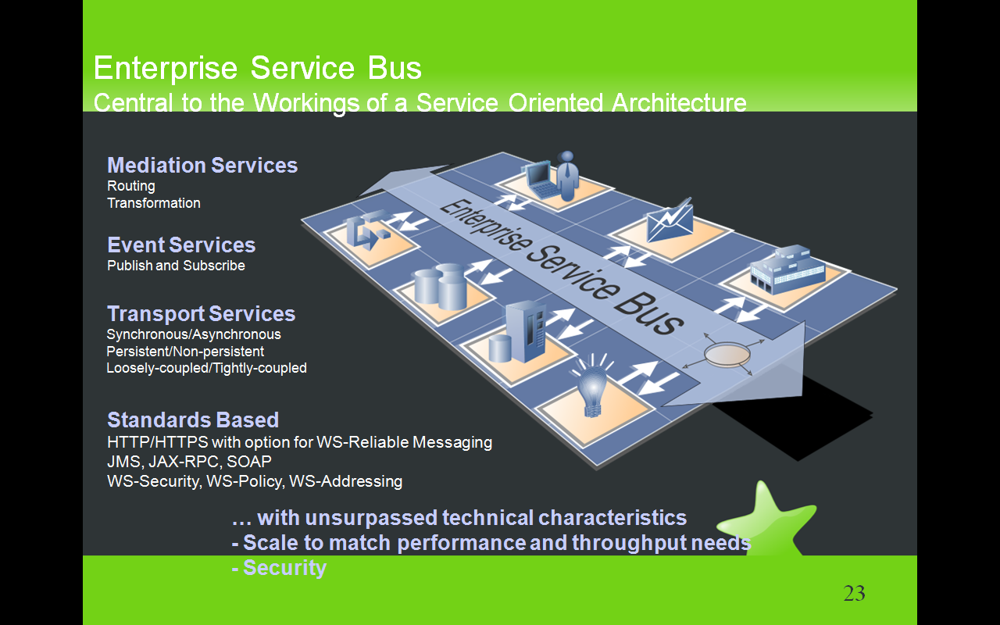 Enterprise Service Bus
Central to the Workings of a Service Oriented Architecture
Mediation Services
Routing
Transformation
Event Services
Publish and Subscribe
Transport Services
Synchronous/Asynchronous
Persistent/Non-persistent
Loosely-coupled/Tightly-coupled
Standards Based
HTTP/HTTPS with option for WS-Reliable Messaging
JMS, JAX-RPC, SOAP
WS-Security, WS-Policy, WS-Addressing
Enterprise Service Bus
… with unsurpassed technical characteristics
- Scale to match performance and throughput needs
- Security
23